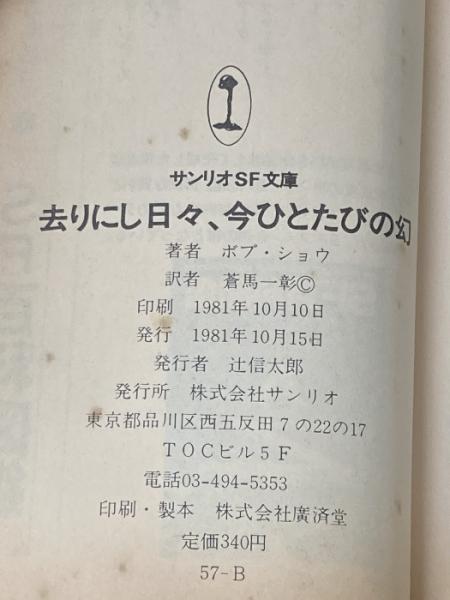 サンリオSF文庫
去りにし日々、今ひとたびの幻
著者 ボブ・ショウ
訳者 蒼馬一彰©
印刷 1981年10月10日
発行 1981年10月15日
発行者 辻信太郎
発行所 株式会社サンリオ
東京都品川区西五反田7の22の17
TOCビル5F
電話03-494-5353
印刷・製本 株式会社廣済堂
定価340円
57-B